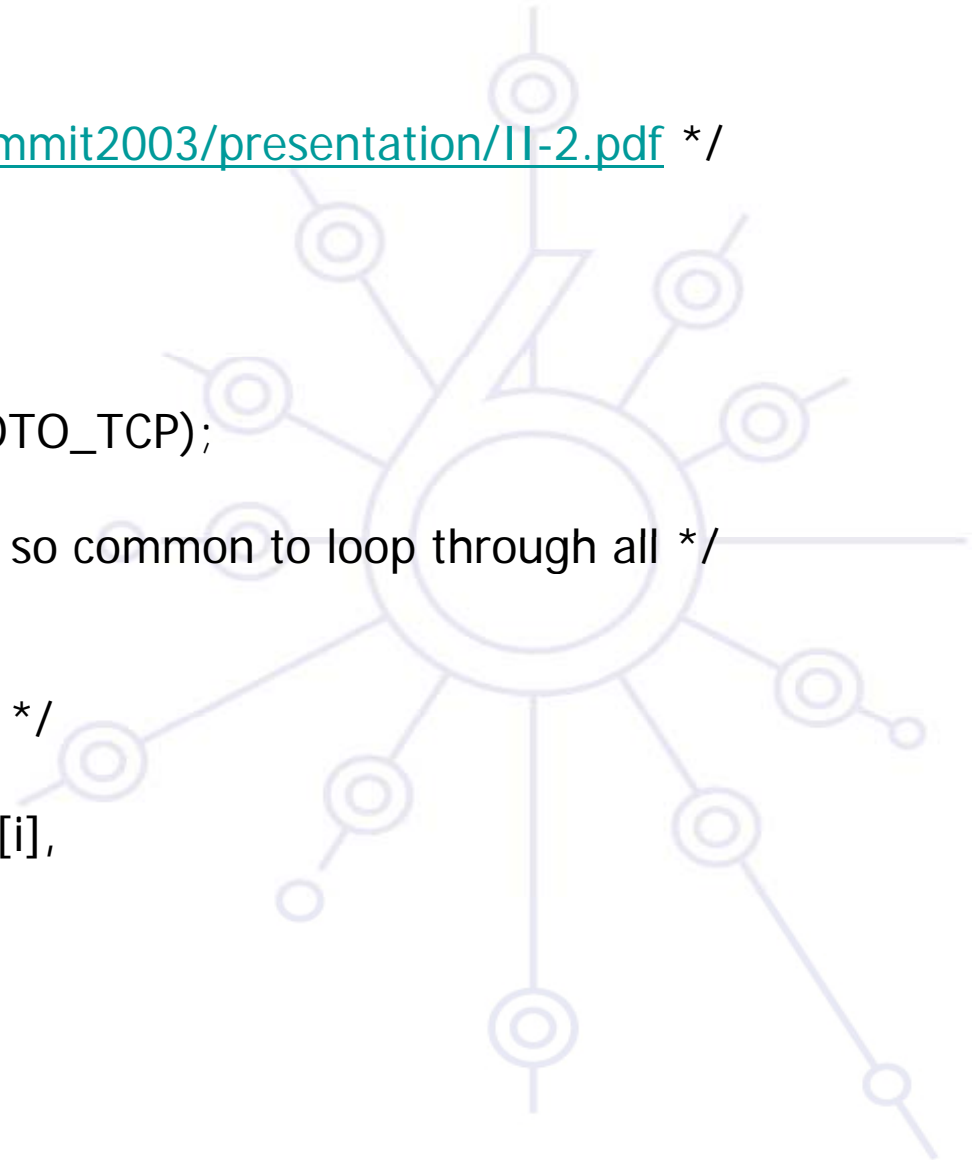 mmit2003/presentation/II-2.pdf */
OTO_TCP);
so common to loop through all */
*/
[i],